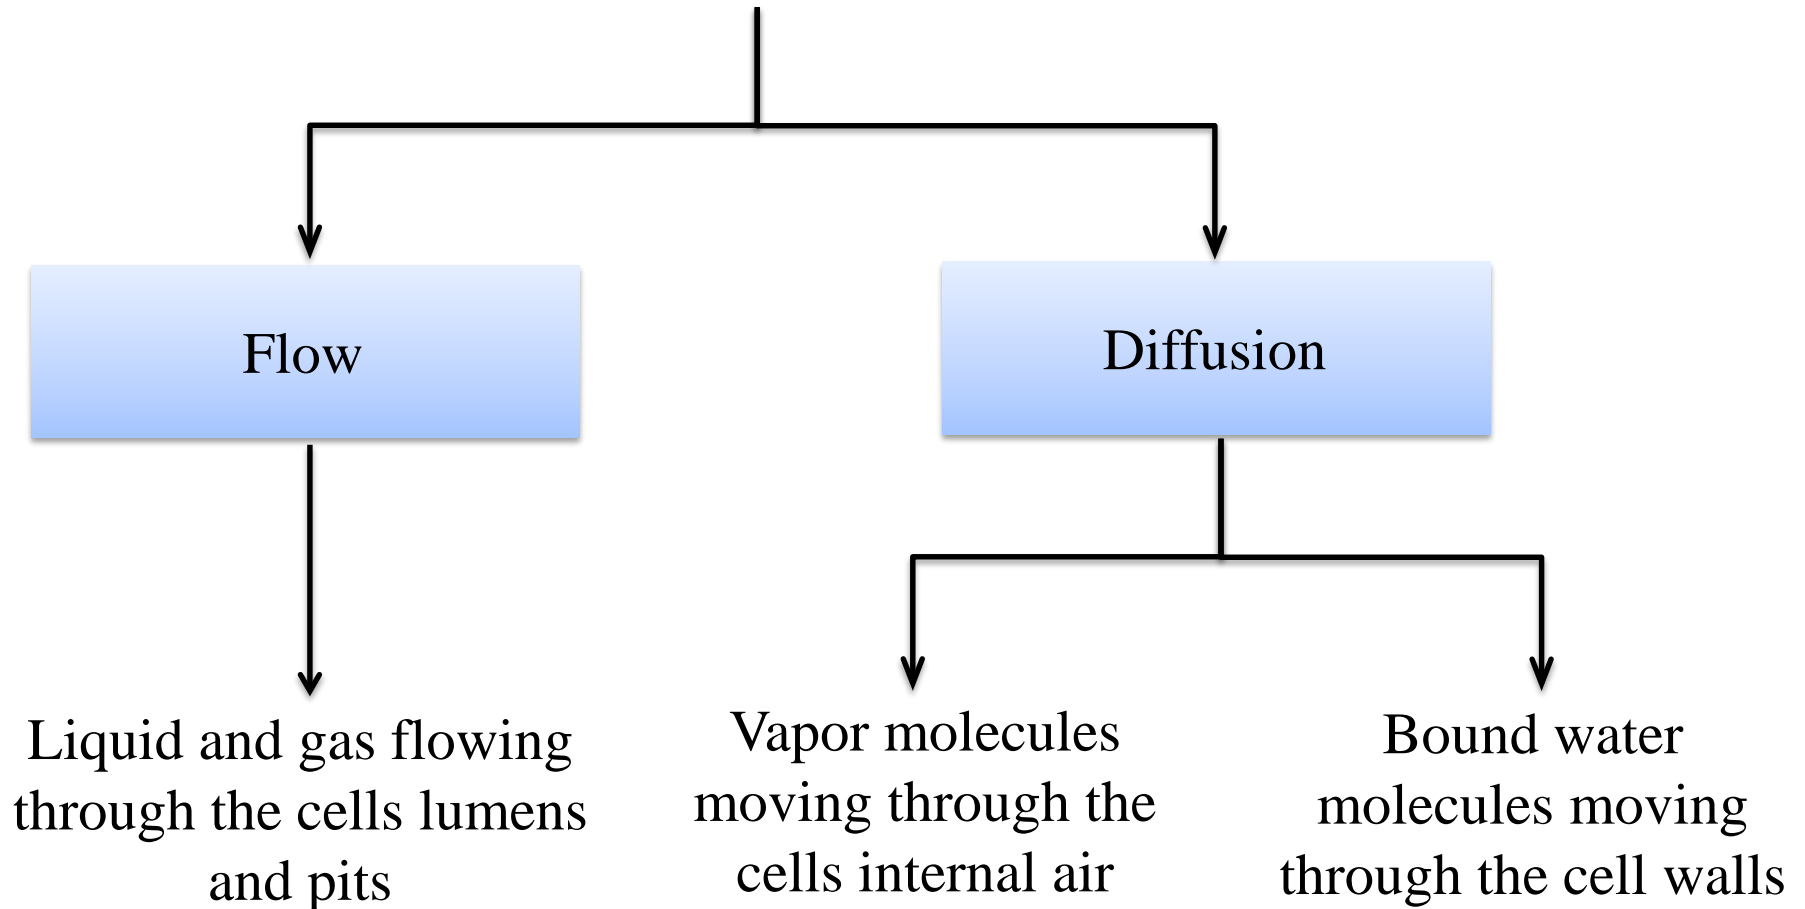 Flow
Diffusion
Liquid and gas flowing
through the cells lumens
and pits
Vapor molecules
moving through the
cells internal air
Bound water
molecules moving
through the cell walls